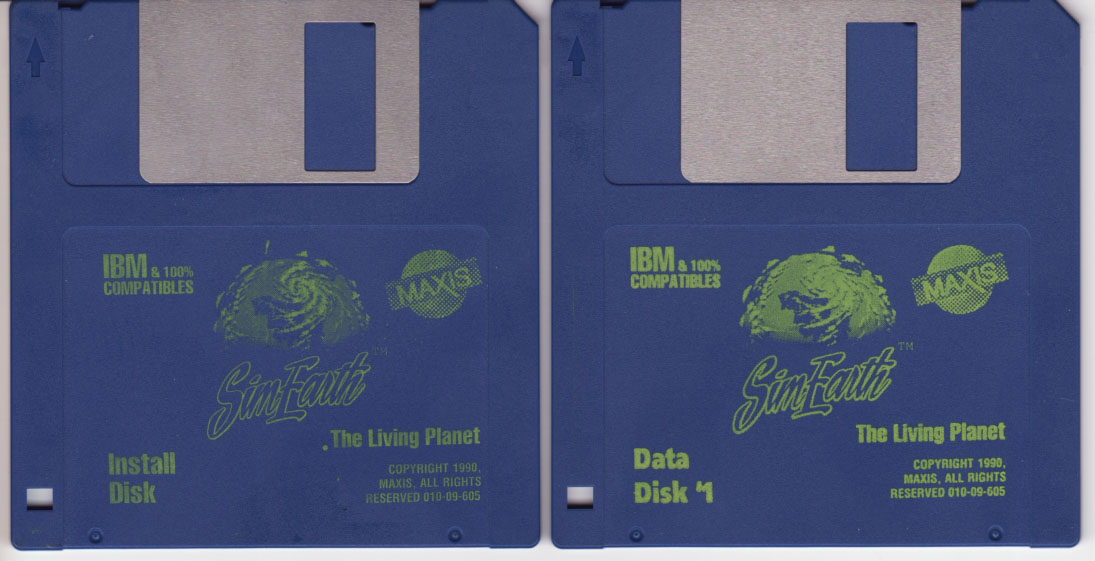 IBM & 100%
COMPATIBLES
MAXIS
SimEarth™
The Living Planet
Install
Disk
COPYRIGHT 1990,
MAXIS, ALL RIGHTS
RESERVED 010-09-605
IBM & 100%
COMPATIBLES
MAXIS
SimEarth™
The Living Planet
Data
Disk #1
COPYRIGHT 1990,
MAXIS, ALL RIGHTS
RESERVED 010-09-605